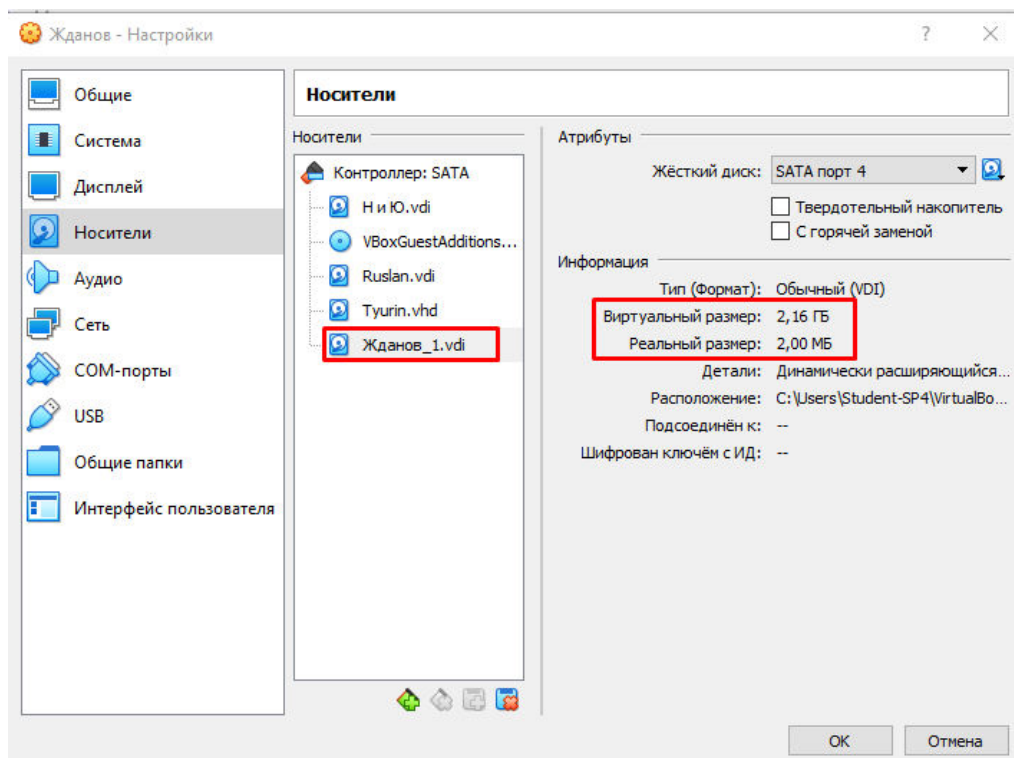 Жданов - Настройки
?
Общие
Система
Дисплей
Носители
Аудио
Сеть
COM-порты
USB
Общие папки
Интерфейс пользователя
Носители
Носители
Контроллер: SATA
Н и Ю.vdi
VBoxGuestAdditions...
Ruslan.vdi
Tyurin.vhd
Жданов_1.vdi
Атрибуты
Жёсткий диск: SATA порт 4
Твердотельный накопитель
С горячей заменой
Информация
Тип (Формат): Обычный (VDI)
Виртуальный размер: 2,16 ГБ
Реальный размер: 2,00 МБ
Детали: Динамически расширяющийся...
Расположение: C:\Users\Student-SP4\VirtualBo...
Подсоединён к: --
Шифрован ключём с ИД: --
OK
Отмена